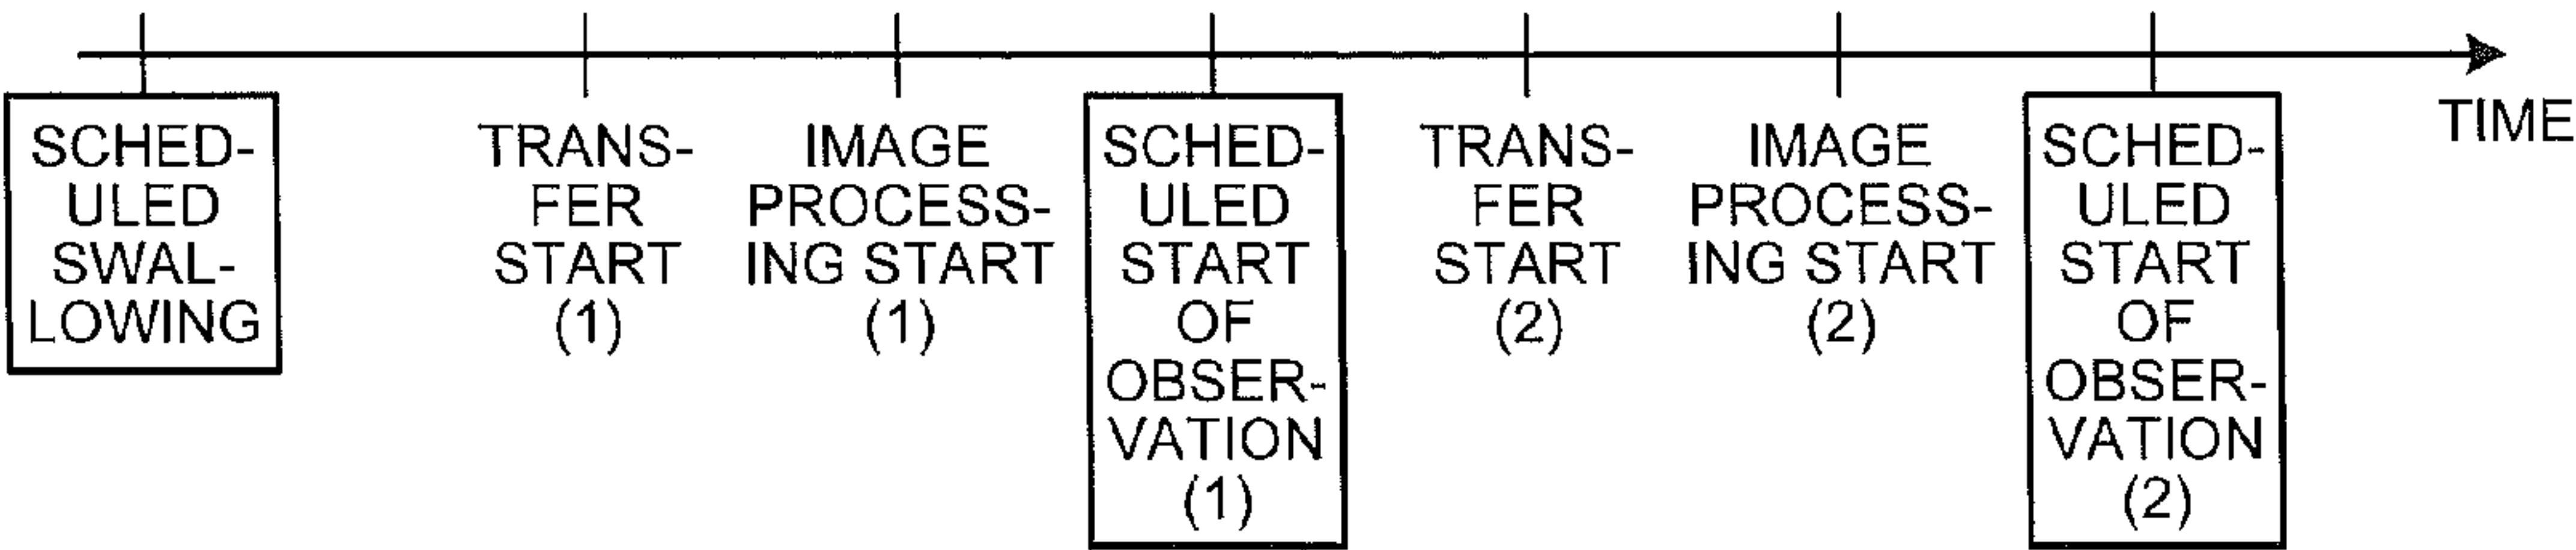 SCHED-
ULED
SWAL-
LOWING
TRANS-
FER
START
(1)
IMAGE
PROCESS-
ING START
(1)
SCHED-
ULED
START
OF
OBSER-
VATION
(1)
TRANS-
FER
START
(2)
IMAGE
PROCESS-
ING START
(2)
SCHED-
ULED
START
OF
OBSER-
VATION
(2)
TIME